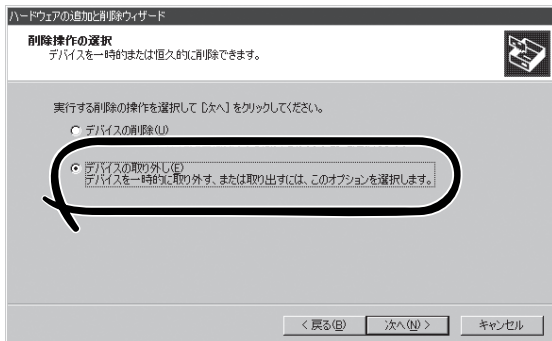 ハードウェアの追加と削除ウィザード
削除操作の選択
デバイスを一時的または恒久的に削除できます。
実行する削除の操作を選択して [次へ] をクリックしてください。
デバイスの削除(U)
デバイスの取り外し(E)
デバイスを一時的に取り外す、または取り出すには、このオプションを選択します。
< 戻る(B)
次へ(N) >
キャンセル